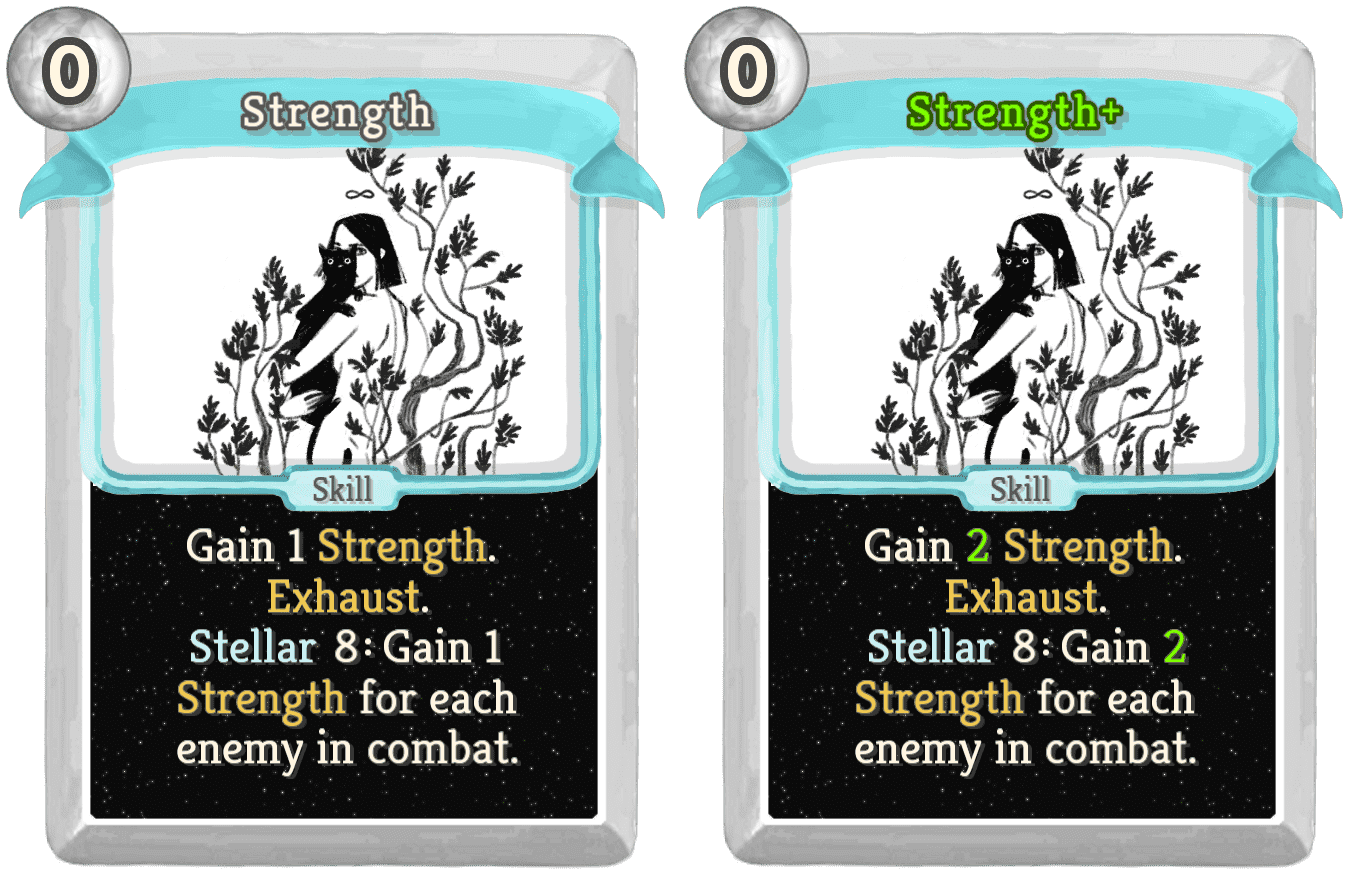 0
Strength
Skill
Gain 1 Strength.
Exhaust.
Stellar 8: Gain 1
Strength for each
enemy in combat.
0
Strength+
Skill
Gain 2 Strength.
Exhaust.
Stellar 8: Gain 2
Strength for each
enemy in combat.